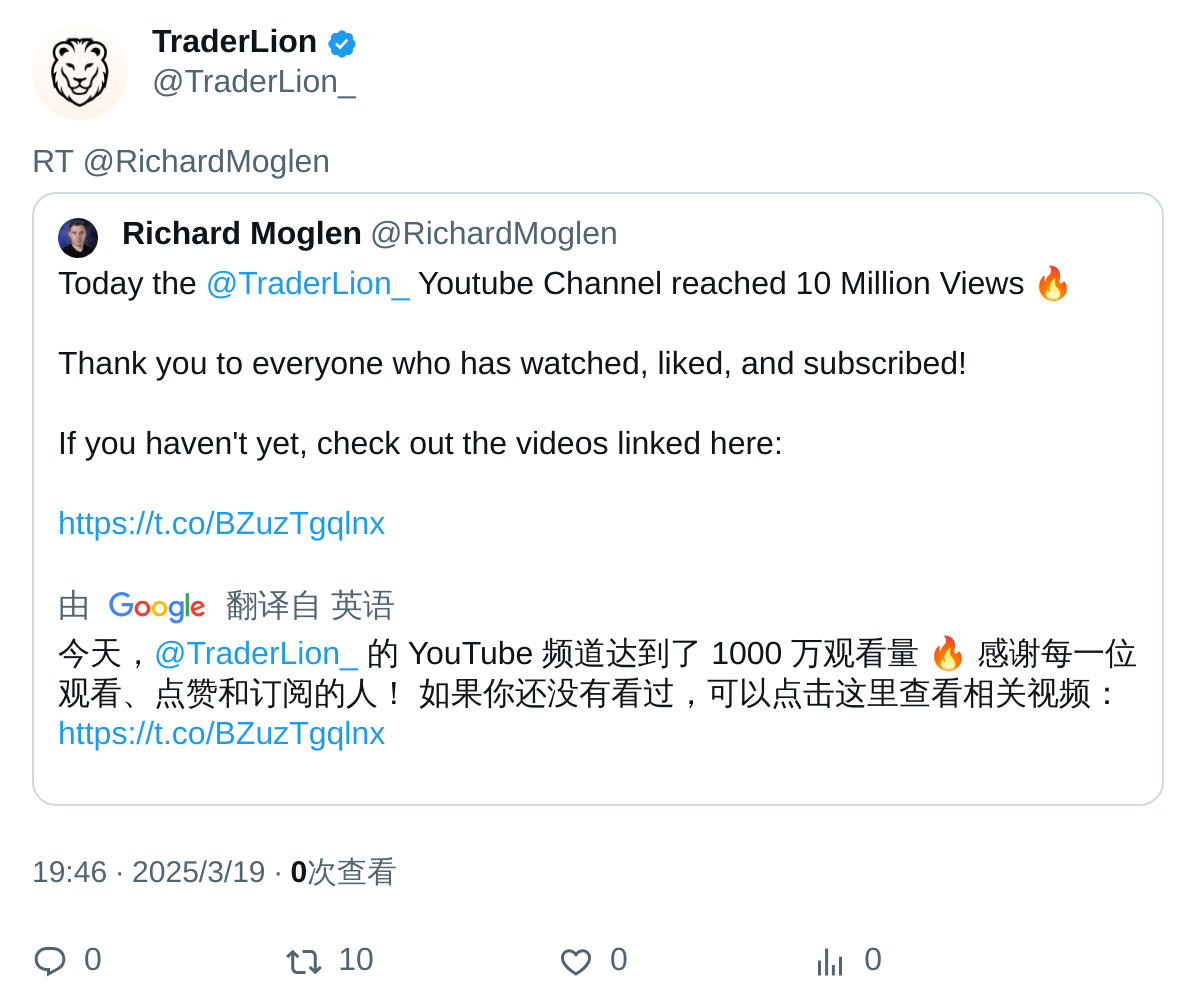 TraderLion
@TraderLion_
RT @RichardMoglen
Richard Moglen @RichardMoglen
Today the @TraderLion_ Youtube Channel reached 10 Million Views 🔥
Thank you to everyone who has watched, liked, and subscribed!
If you haven't yet, check out the videos linked here:
https://t.co/BZuzTgqlnx
由 Google 翻译自 英语
今天，@TraderLion_ 的 YouTube 频道达到了 1000 万观看量 🔥 感谢每一位
观看、点赞和订阅的人！ 如果你还没有看过，可以点击这里查看相关视频：
https://t.co/BZuzTgqlnx
19:46 · 2025/3/19 · 0次查看
0 10 0 0